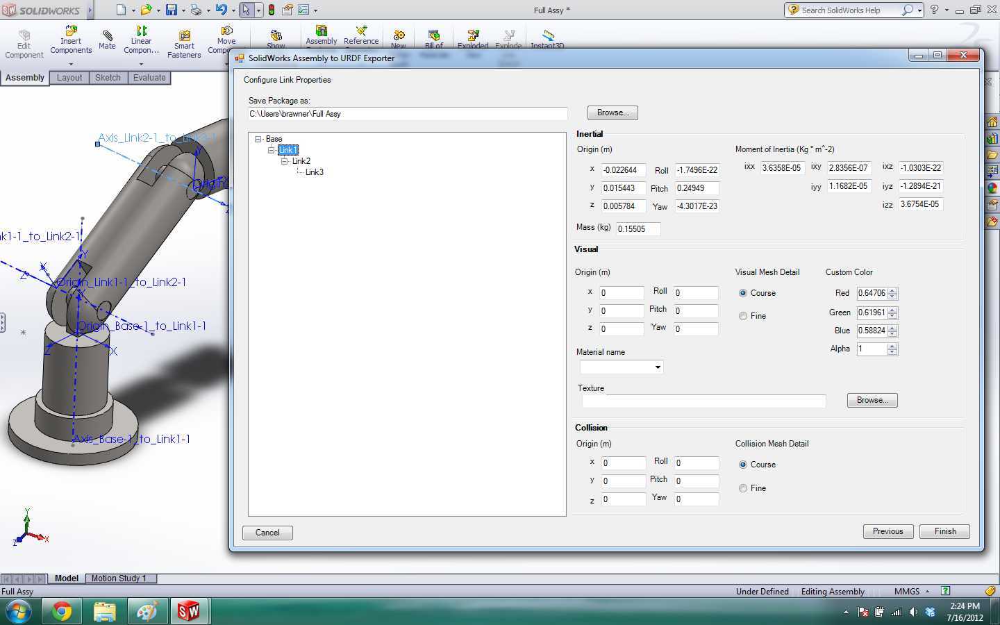 SOLIDWORKS
Full Assy *
Search SolidWorks Help
Edit Component
Insert Components
Mate
Linear Compon...
Smart Fasteners
Move
Show
Assembly
Reference
New
Bill of
Exploded
Explode
Instant3D
Assembly Layout Sketch Evaluate
SolidWorks Assembly to URDF Exporter
Configure Link Properties
Save Package as:
C:\Users\brawner\Full Assy
Browse...
Base
Link1
Link2
Link3
Inertial
Origin (m)
Moment of Inertia (Kg * m^-2)
x -0.022644 Roll -1.7496E-22
y 0.015443 Pitch 0.24949
z 0.005784 Yaw -4.3017E-23
ixx 3.6358E-05 ixy 2.8356E-07 ixz -1.0303E-22
iyy 1.1682E-05 iyz -1.2894E-21
izz 3.6754E-05
Mass (kg) 0.15505
Visual
Origin (m)
x 0 Roll 0
y 0 Pitch 0
z 0 Yaw 0
Visual Mesh Detail
Course
Fine
Custom Color
Red 0.64706
Green 0.61961
Blue 0.58824
Alpha 1
Material name
Texture
Browse...
Collision
Origin (m)
x 0 Roll 0
y 0 Pitch 0
z 0 Yaw 0
Collision Mesh Detail
Course
Fine
Cancel
Previous
Finish
Axis_Link2-1_to_Link3-1
Y
X
Origin
nk1-1_to_Link2-1
Y
X
Z
Origin_Link1-1_to_Link2-1
Y
Origin_Base-1_to_Link1-1
Z
X
Axis_Base-1_to_Link1-1
Y
Z
X
Model Motion Study 1
Full Assy
Under Defined Editing Assembly MMGS
2:24 PM
7/16/2012